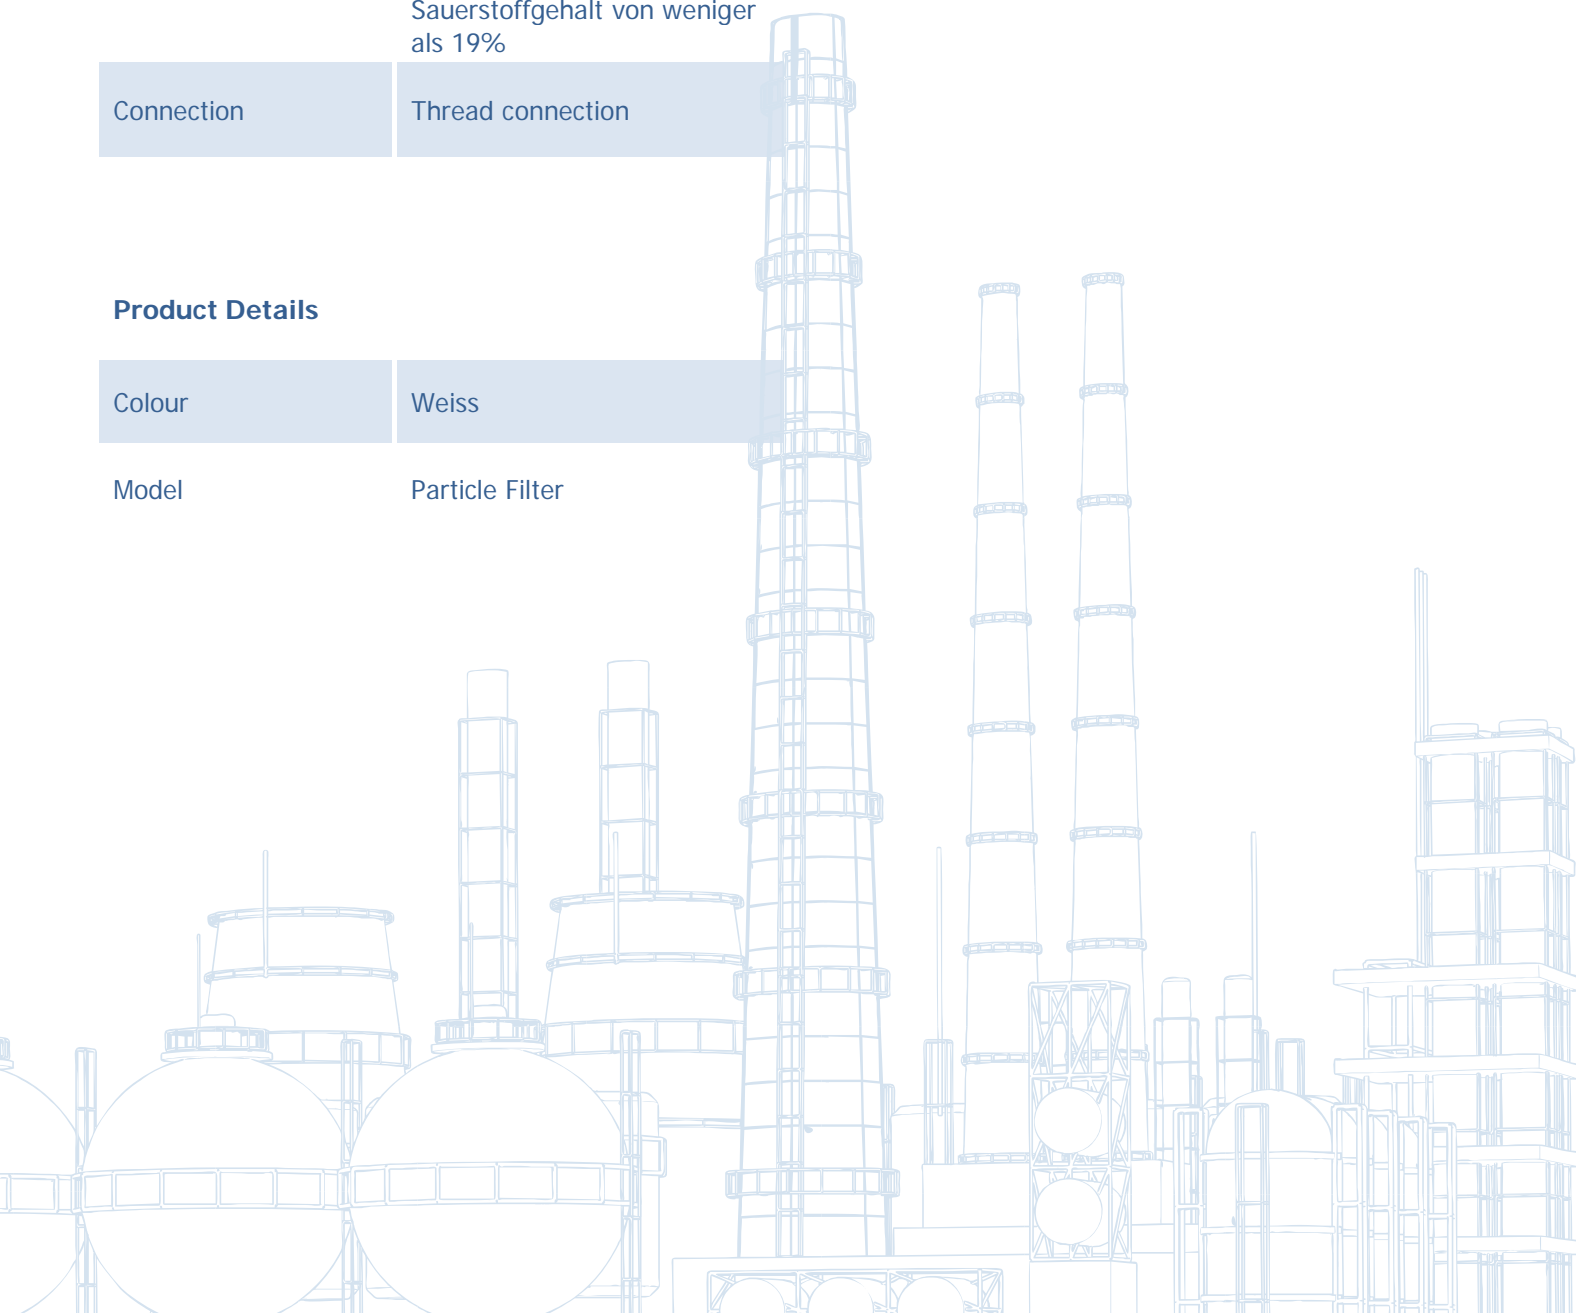 Sauerstoffgehalt von weniger
als 19%
Connection Thread connection
Product Details
Colour Weiss
Model Particle Filter